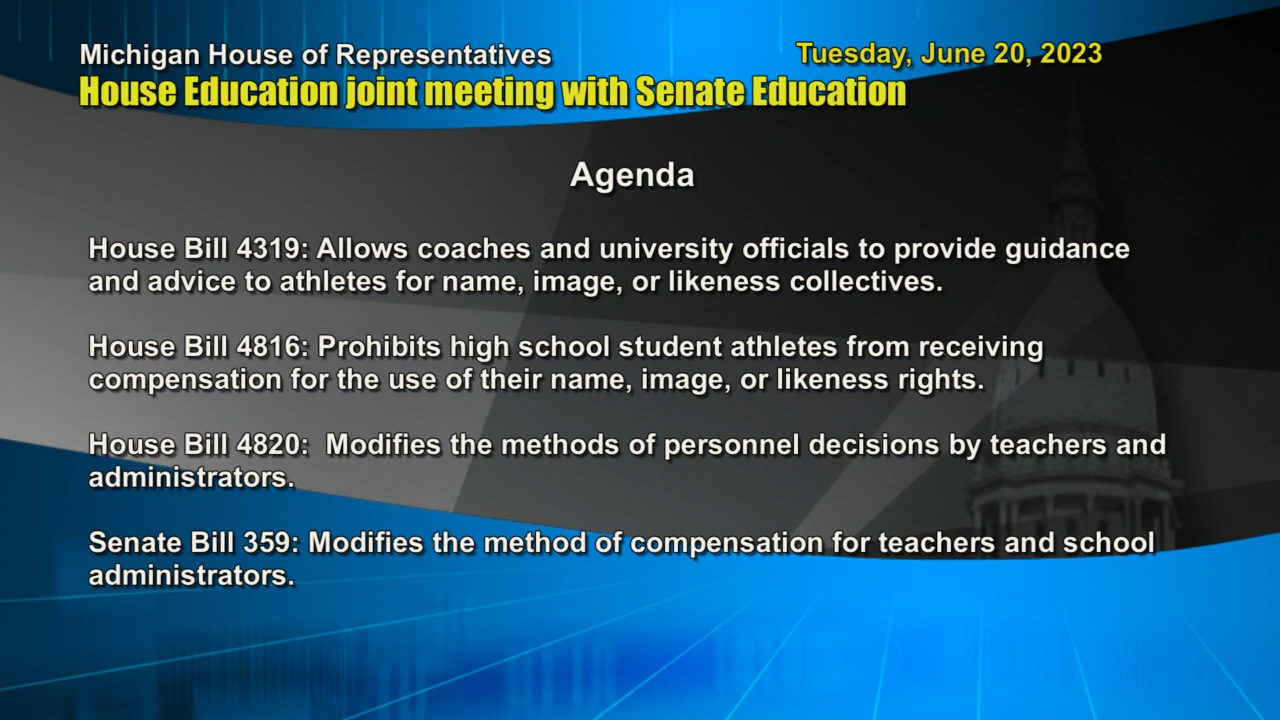 Michigan House of Representatives
Tuesday, June 20, 2023
House Education joint meeting with Senate Education
Agenda
House Bill 4319: Allows coaches and university officials to provide guidance
and advice to athletes for name, image, or likeness collectives.
House Bill 4816: Prohibits high school student athletes from receiving
compensation for the use of their name, image, or likeness rights.
House Bill 4820:  Modifies the methods of personnel decisions by teachers and
administrators.
Senate Bill 359: Modifies the method of compensation for teachers and school
administrators.